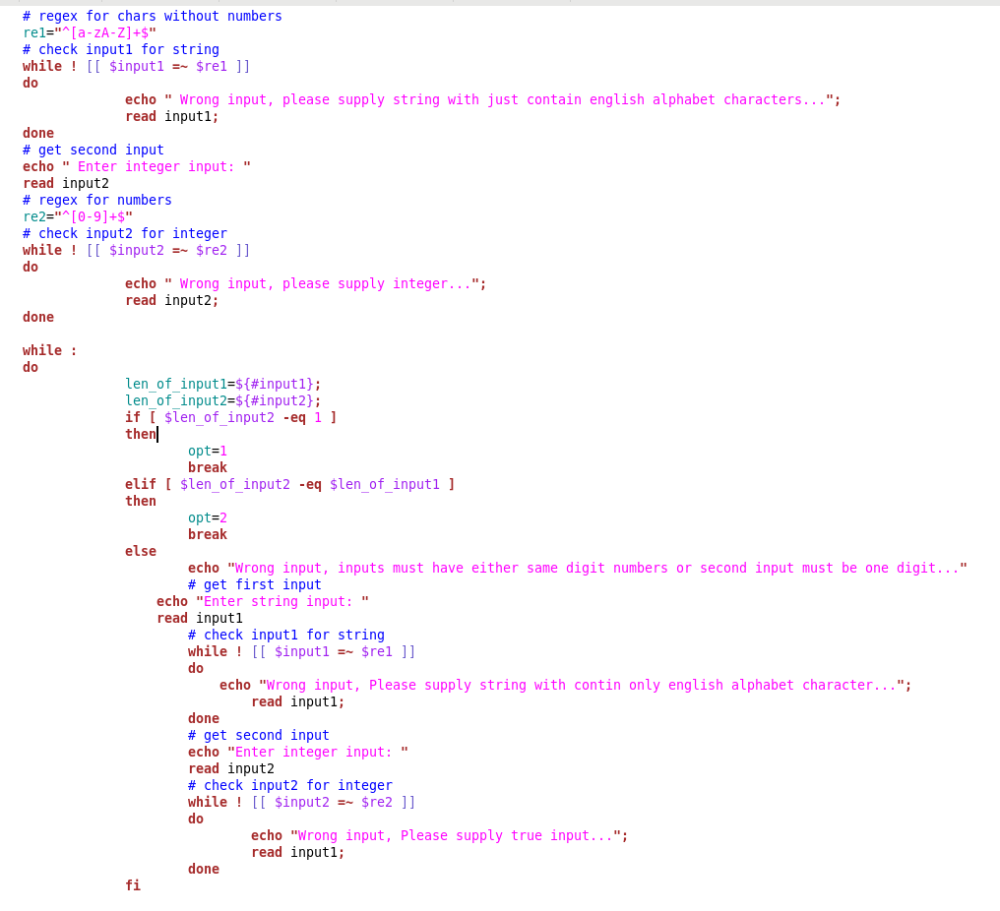 # regex for chars without numbers
re1="^[a-zA-Z]+$"
# check input1 for string
while ! [[ $input1 =~ $re1 ]]
do
echo " Wrong input, please supply string with just contain english alphabet characters...";
read input1;
done
# get second input
echo " Enter integer input: "
read input2
# regex for numbers
re2="^[0-9]+$"
# check input2 for integer
while ! [[ $input2 =~ $re2 ]]
do
echo " Wrong input, please supply integer...";
read input2;
done
while :
do
len_of_input1=${#input1};
len_of_input2=${#input2};
if [ $len_of_input2 -eq 1 ]
then
opt=1
break
elif [ $len_of_input2 -eq $len_of_input1 ]
then
opt=2
break
else
echo "Wrong input, inputs must have either same digit numbers or second input must be one digit..."
# get first input
echo "Enter string input: "
read input1
# check input1 for string
while ! [[ $input1 =~ $re1 ]]
do
echo "Wrong input, Please supply string with contin only english alphabet character...";
read input1;
done
# get second input
echo "Enter integer input: "
read input2
# check input2 for integer
while ! [[ $input2 =~ $re2 ]]
do
echo "Wrong input, Please supply true input...";
read input1;
done
fi